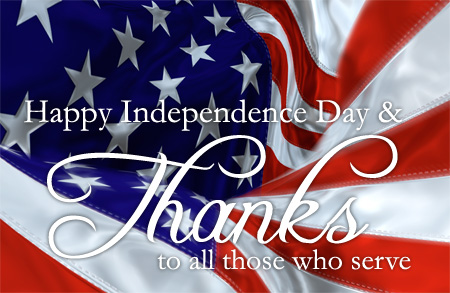 Happy Independence Day &
Thanks
to all those who serve